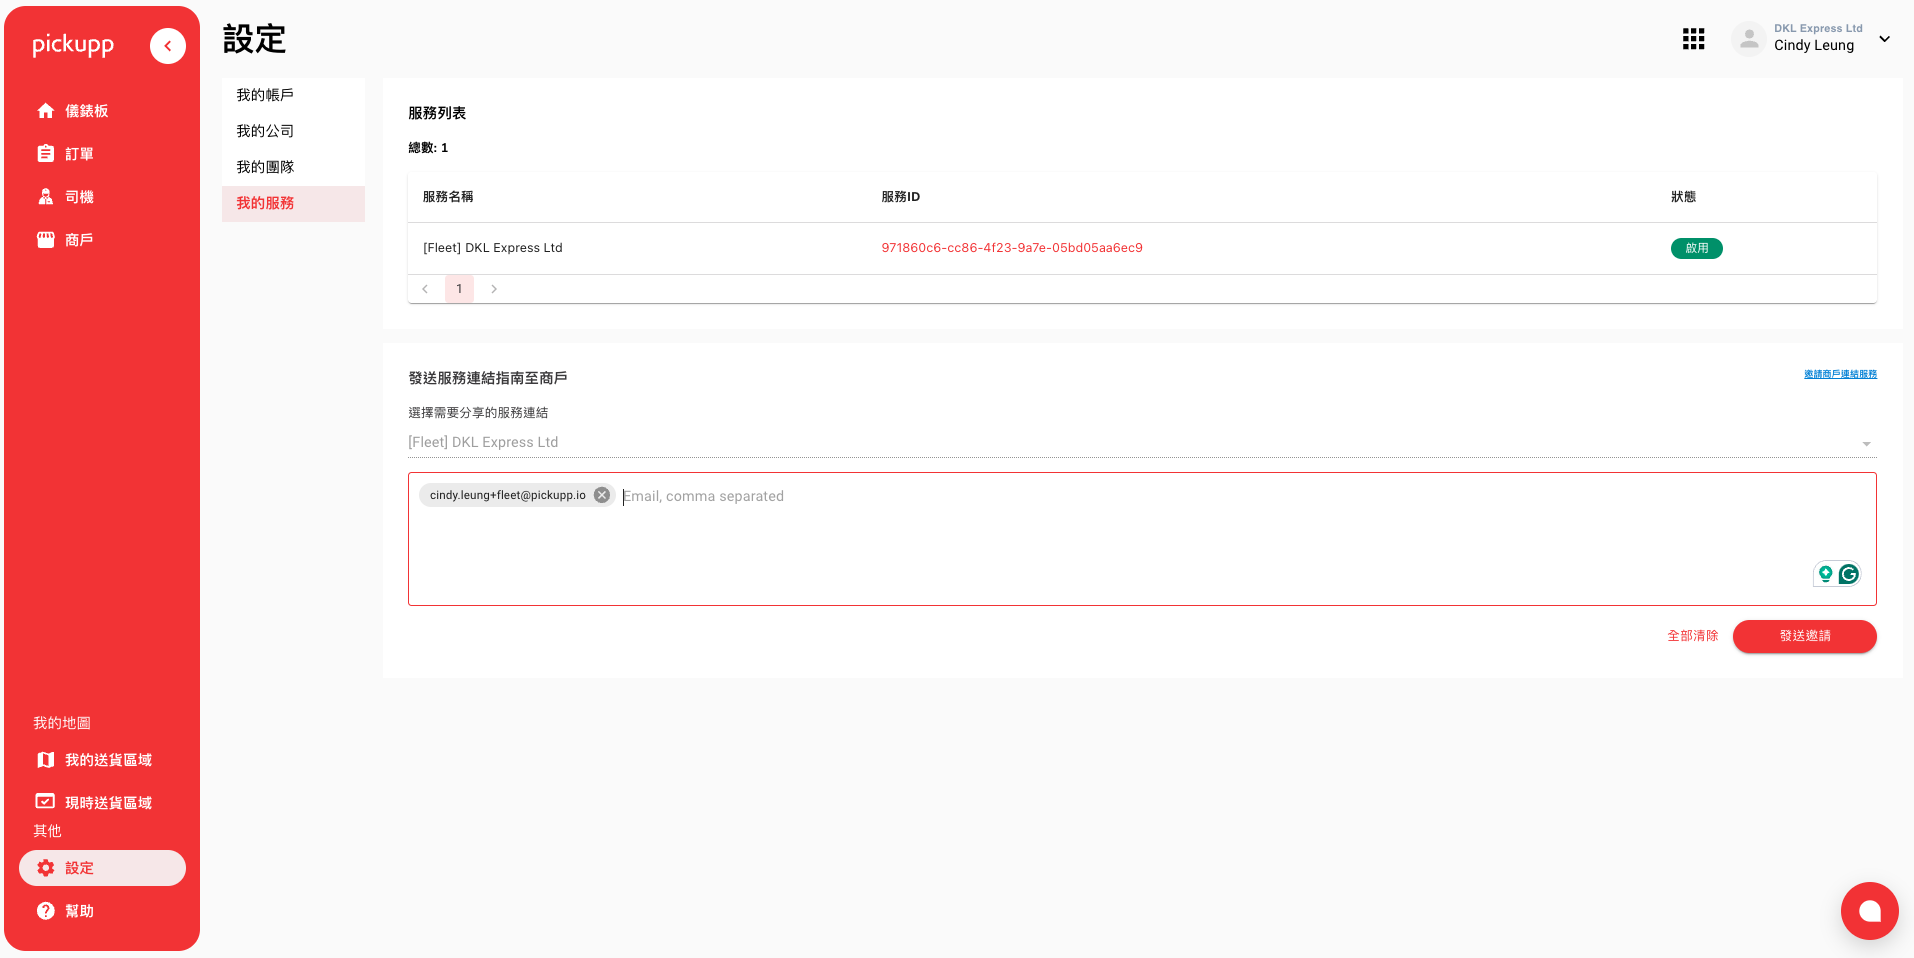 pickupp
儀錶板
訂單
司機
商戶
我的地圖
我的送貨區域
現時送貨區域
其他
設定
幫助
設定
DKL Express Ltd
Cindy Leung
我的帳戶
我的公司
我的團隊
我的服務
服務列表
總數: 1
服務名稱 服務ID 狀態
[Fleet] DKL Express Ltd 971860c6-cc86-4f23-9a7e-05bd05aa6ec9 啟用
1
發送服務連結指南至商戶
邀請商戶連結服務
選擇需要分享的服務連結
[Fleet] DKL Express Ltd
cindy.leung+fleet@pickupp.io Email, comma separated
全部清除 發送邀請